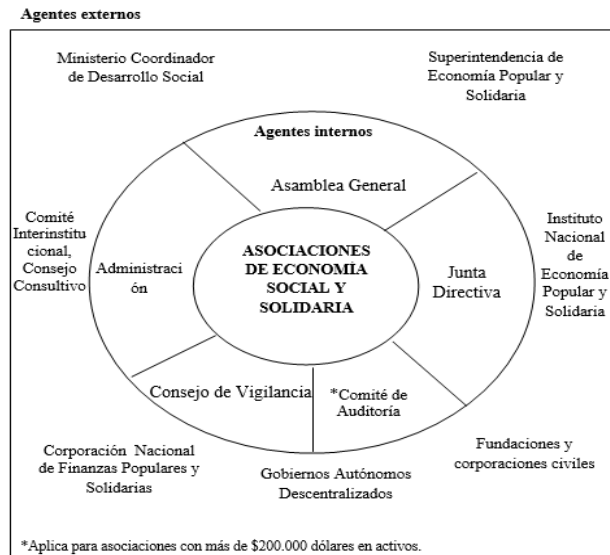 Agentes externos
Ministerio Coordinador
de Desarrollo Social
Superintendencia de
Economía Popular y
Solidaria
Agentes internos
Asamblea General
Comité
Interinstitu
cional,
Consejo
Consultivo
Administraci
ón
ASOCIACIONES
DE ECONOMÍA
SOCIAL Y
SOLIDARIA
Junta
Directiva
Instituto
Nacional
de
Economía
Popular y
Solidaria
Consejo de Vigilancia
*Comité de
Auditoría
Corporación Nacional
de Finanzas Populares y
Solidarias
Gobiernos Autónomos
Descentralizados
Fundaciones y
corporaciones civiles
*Aplica para asociaciones con más de $200.000 dólares en activos.